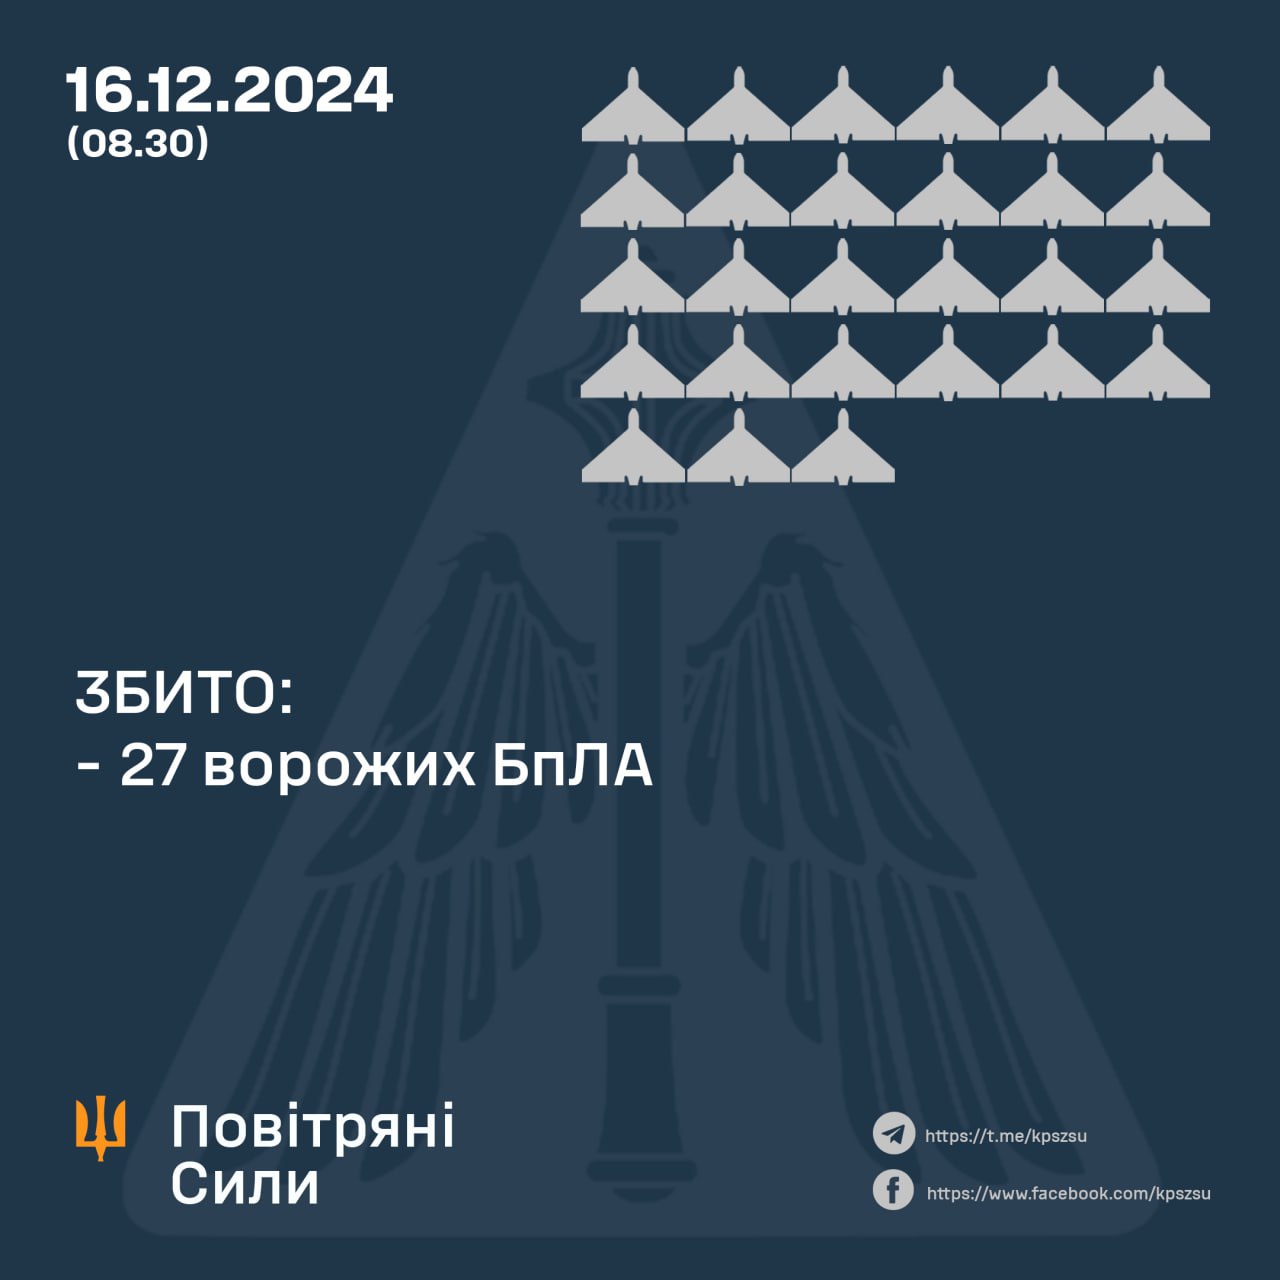 16.12.2024
(08.30)
ЗБИТО:
- 27 ворожих БпЛА
Повітряні
Сили
https://t.me/kpszsu
https://www.facebook.com/kpszsu